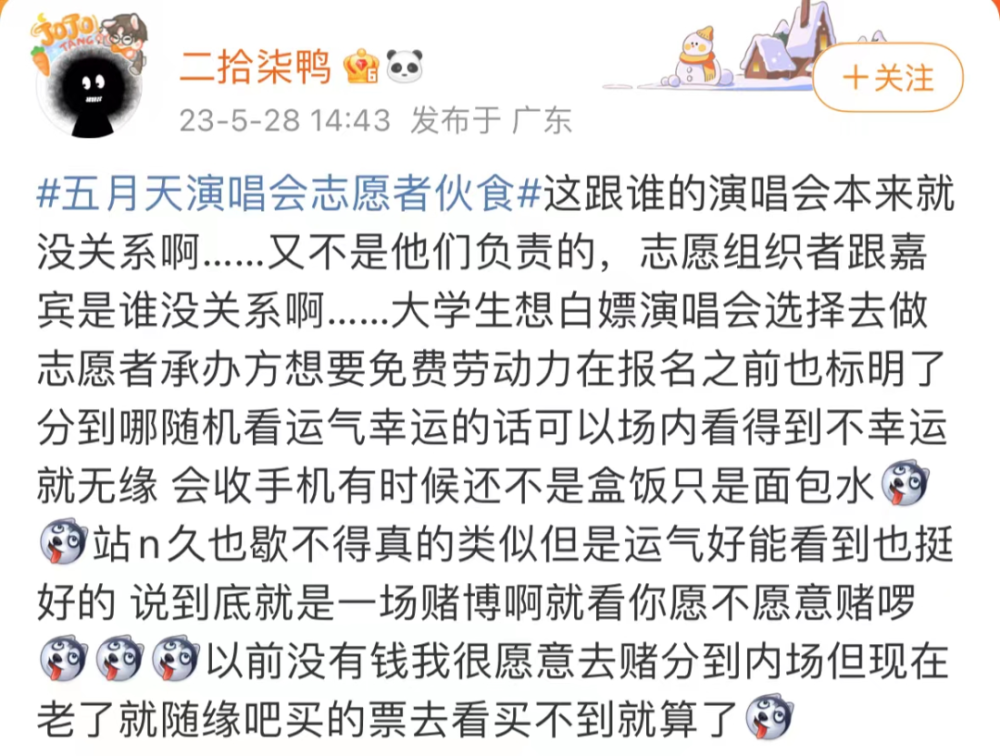 JOJO
TANG
二拾柒鸭
6
+关注
23-5-28 14:43 发布于 广东
#五月天演唱会志愿者伙食#这跟谁的演唱会本来就
没关系啊……又不是他们负责的，志愿组织者跟嘉
宾是谁没关系啊……大学生想白嫖演唱会选择去做
志愿者承办方想要免费劳动力在报名之前也标明了
分到哪随机看运气幸运的话可以场内看得到不幸运
就无缘 会收手机有时候还不是盒饭只是面包水
站n久也歇不得真的类似但是运气好能看到也挺
好的 说到底就是一场赌博啊就看你愿不愿意赌啰
以前没有钱我很愿意去赌分到内场但现在
老了就随缘吧买的票去看买不到就算了